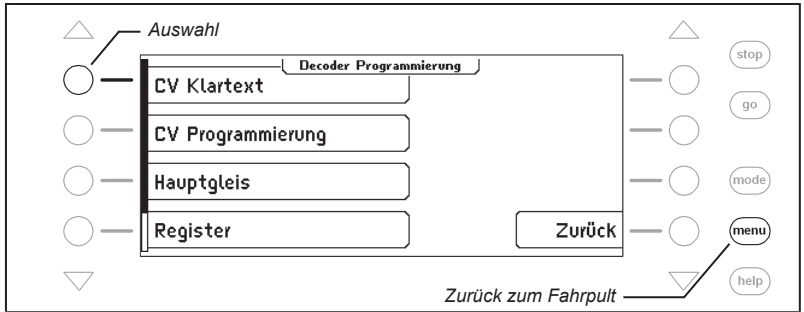 Auswahl
Decoder Programmierung
stop
CV Klartext
go
CV Programmierung
Hauptgleis
mode
Register
Zurück
menu
help
Zurück zum Fahrpult